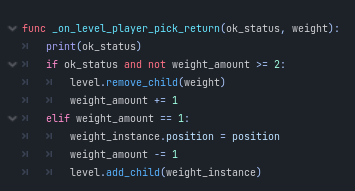 func _on_level_player_pick_return(ok_status, weight):
print(ok_status)
if ok_status and not weight_amount >= 2:
level.remove_child(weight)
weight_amount += 1
elif weight_amount == 1:
weight_instance.position = position
weight_amount -= 1
level.add_child(weight_instance)